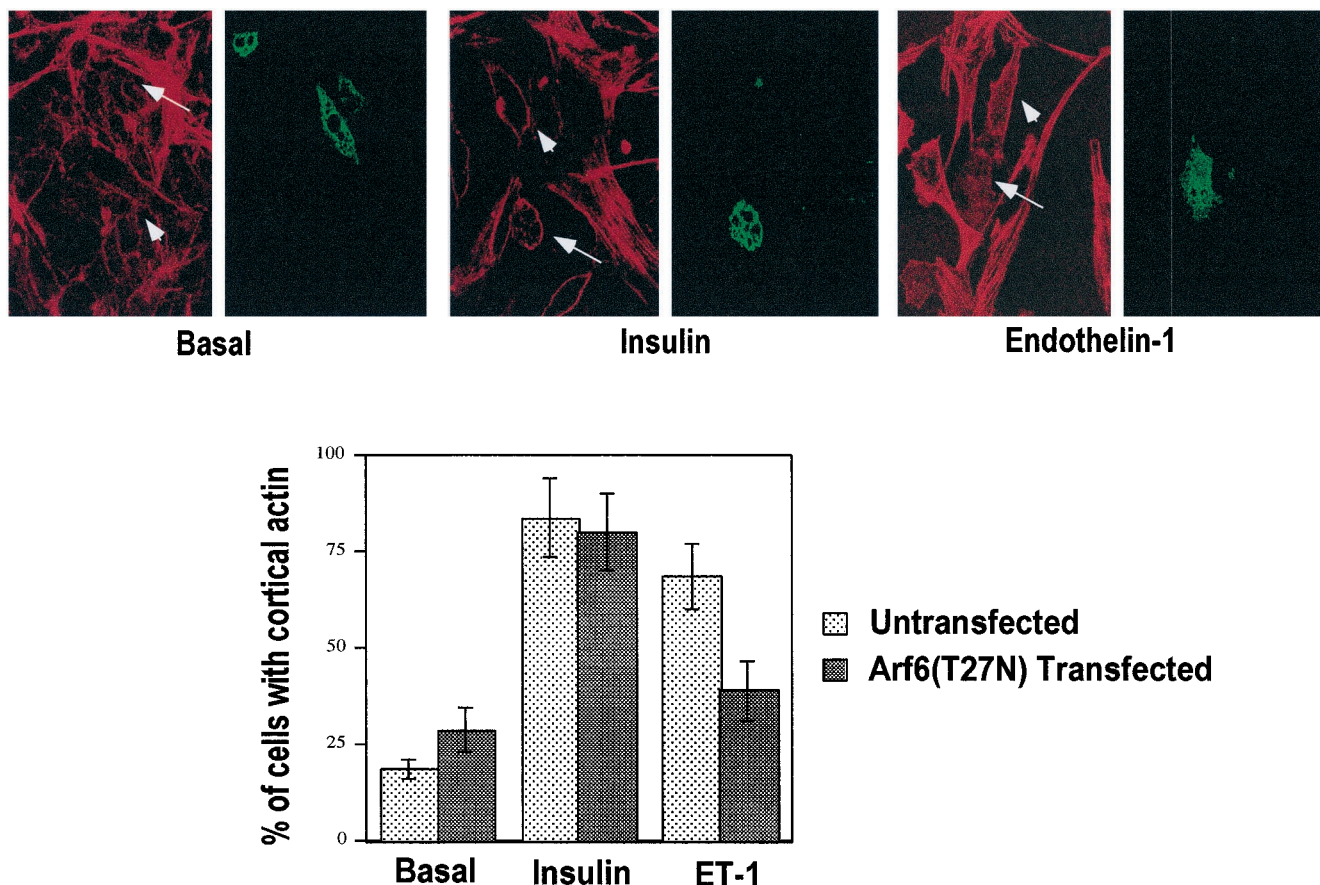 Basal
Insulin
Endothelin-1
100
75
50
25
0
% of cells with cortical actin
Basal
Insulin
ET-1
Untransfected
Arf6(T27N) Transfected